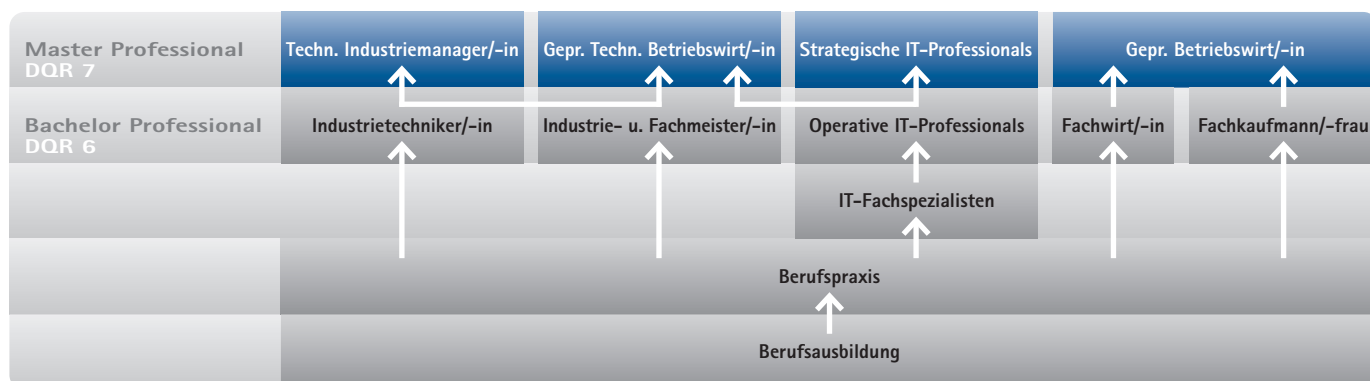 Master Professional
DQR 7
Techn. Industriemanager/-in
Gepr. Techn. Betriebswirt/-in
Strategische IT-Professionals
Gepr. Betriebswirt/-in
Bachelor Professional
DQR 6
Industrietechniker/-in
Industrie- u. Fachmeister/-in
Operative IT-Professionals
Fachwirt/-in
Fachkaufmann/-frau
IT-Fachspezialisten
Berufspraxis
Berufsausbildung